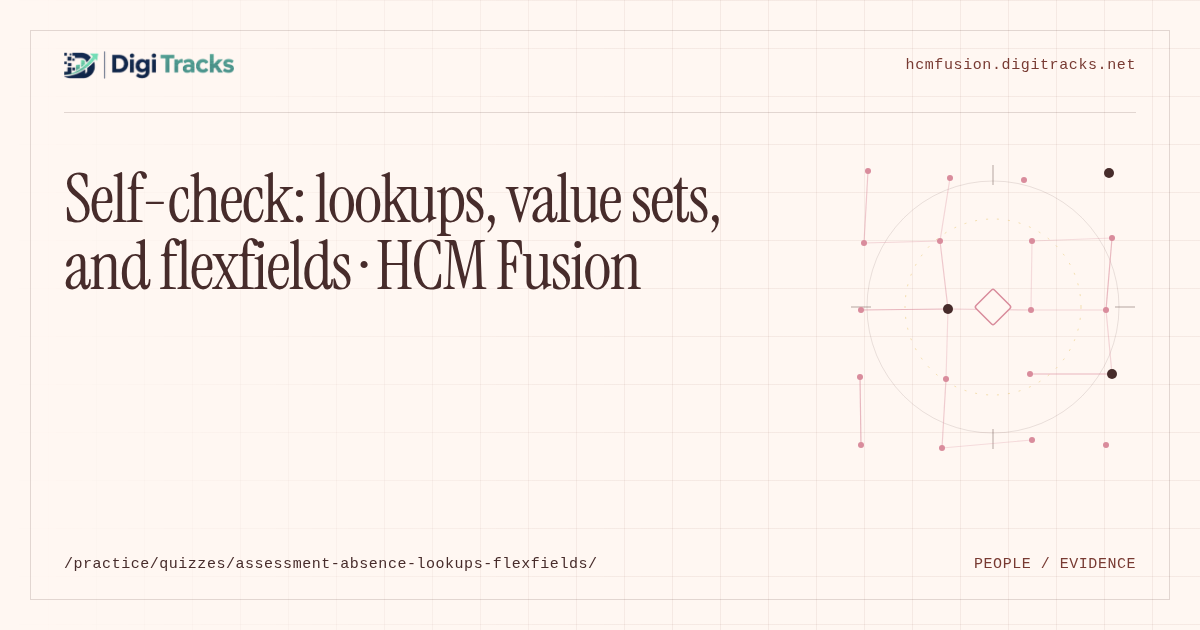 Digi Tracks
hcmfusion.digitracks.net
Self-check: lookups, value sets,
and flexfields · HCM Fusion
/practice/quizzes/assessment-absence-lookups-flexfields/
PEOPLE / EVIDENCE